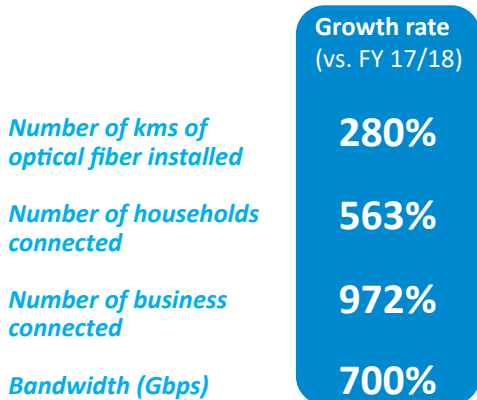 Growth rate
(vs. FY 17/18)
Number of kms of
optical fiber installed
280%
Number of households
connected
563%
Number of business
connected
972%
Bandwidth (Gbps)
700%